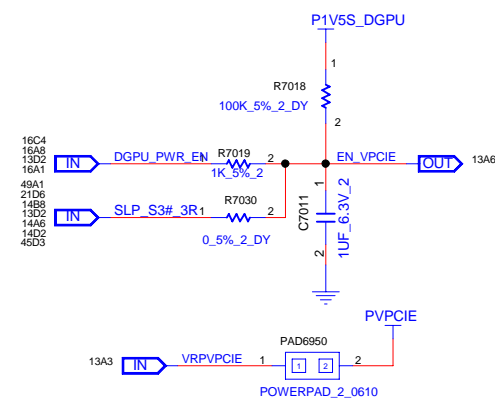 P1V5S_DGPU
1
R7018
100K_5%_2_DY
2
16C4
16A8
13D2
16A1
IN
DGPU_PWR_EN
1
R7019
2
1K_5%_2
EN_VPCIE
OUT
13A6
49A1
21D6
14B8
13D2
14A6
14D2
45D3
IN
SLP_S3#_3R
1
R7030
2
0_5%_2_DY
1
C7011
1UF_6.3V_2
2
PVPCIE
13A3
IN
VRPVPCIE
1
PAD6950
1
2
2
POWERPAD_2_0610